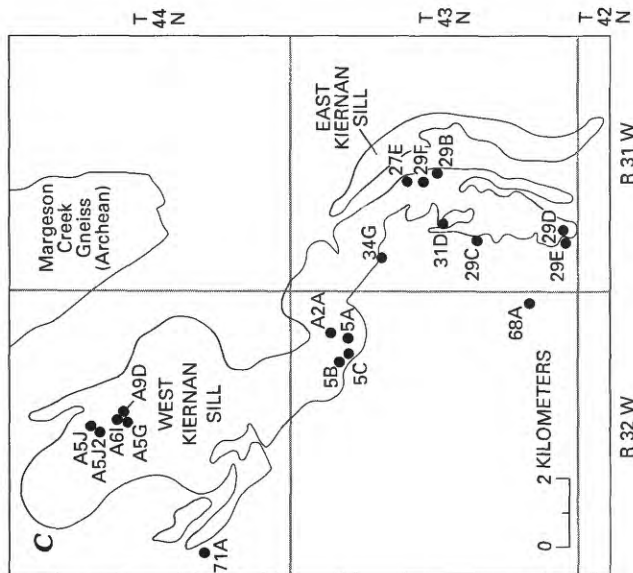 T
44
N
T
43
N
T
42
N
C
Margeson
Creek
Gneiss
(Archean)
A5J
A5J2
A6I
A9D
A5G
WEST
KIERNAN
SILL
71A
EAST
KIERNAN
SILL
27E
29F
29B
34G
31D
29C
29D
29E
A2A
5A
5B
5C
68A
0
2 KILOMETERS
R 32 W
R 31 W